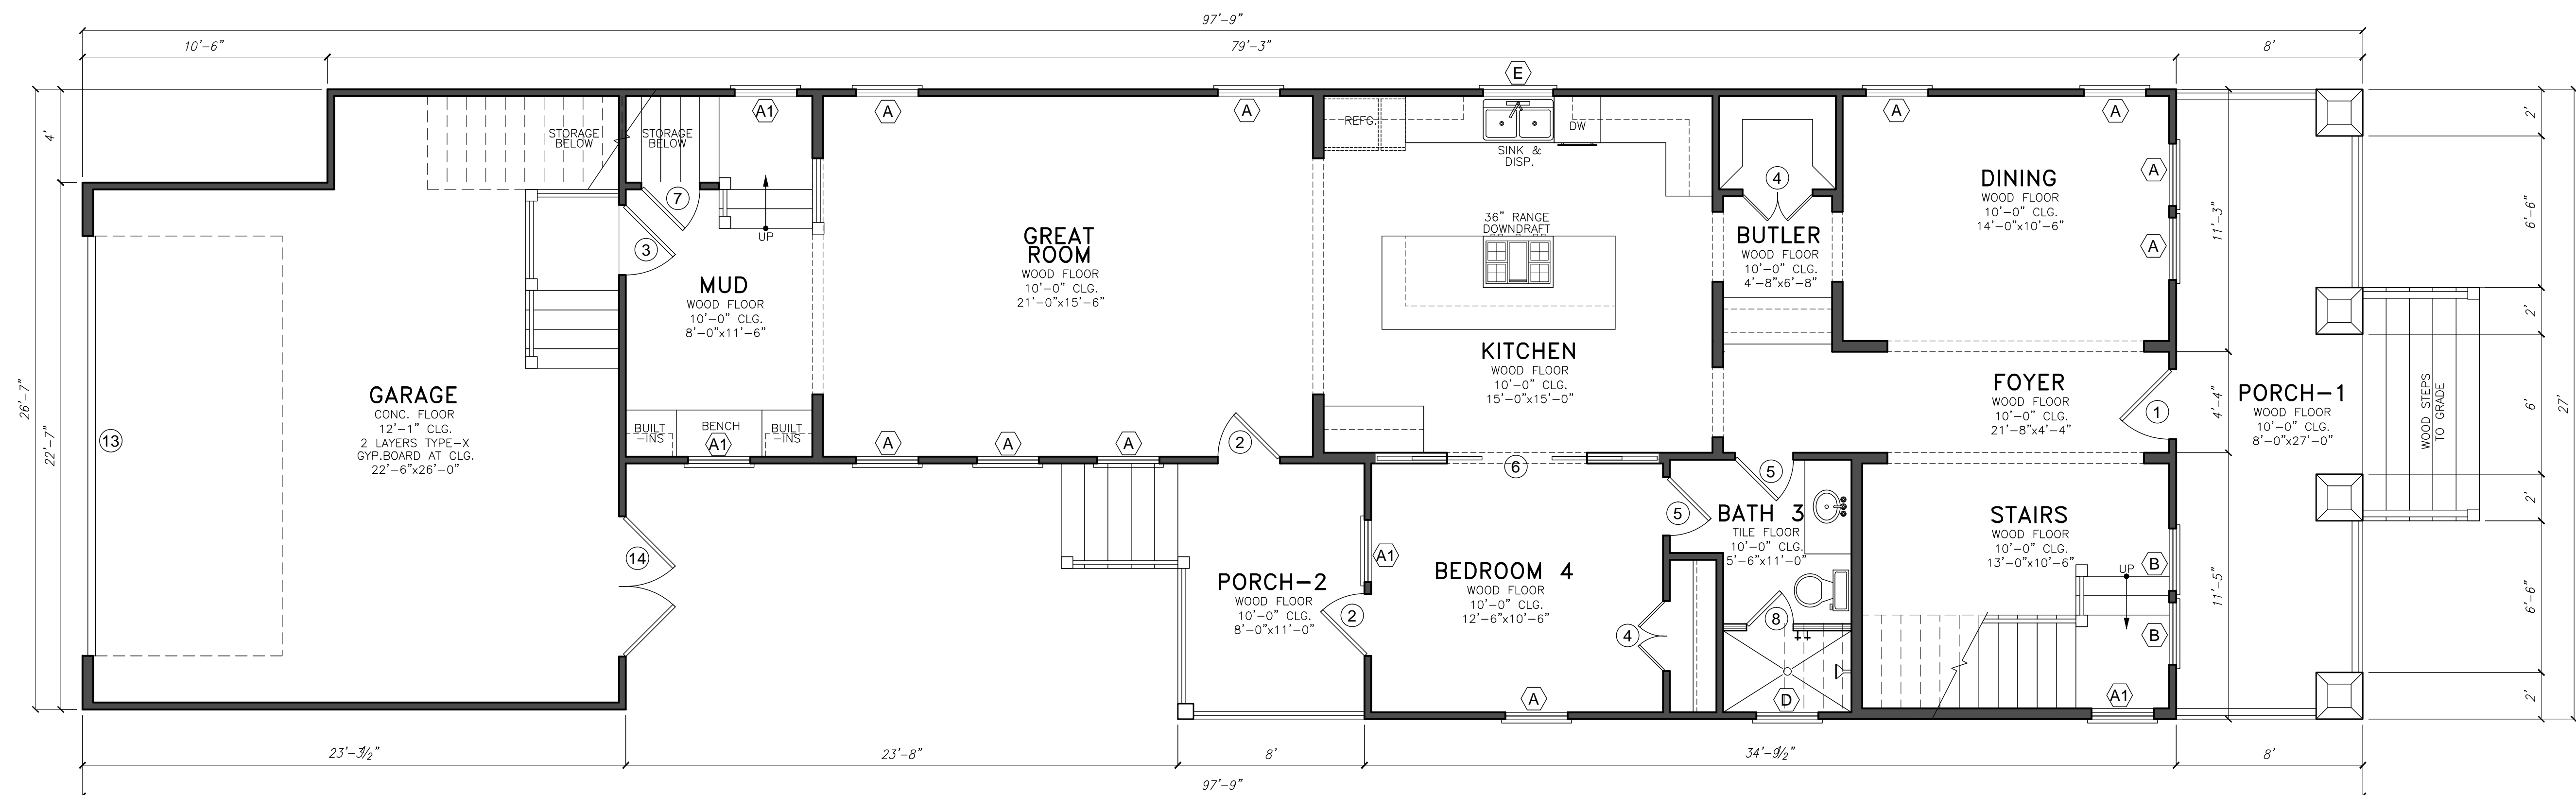 97'-9"
10'-6"
79'-3"
8'
E
A1
A
A
A
A
REFG.
DW
SINK &
DISP.
STORAGE
BELOW
STORAGE
BELOW
7
3
UP
4
A
A
4'
26'-7"
22'-7"
GREAT
ROOM
WOOD FLOOR
10'-0" CLG.
21'-0"x15'-6"
36" RANGE
DOWNDRAFT
BUTLER
WOOD FLOOR
10'-0" CLG.
4'-8"x6'-8"
DINING
WOOD FLOOR
10'-0" CLG.
14'-0"x10'-6"
MUD
WOOD FLOOR
10'-0" CLG.
8'-0"x11'-6"
KITCHEN
WOOD FLOOR
10'-0" CLG.
15'-0"x15'-0"
GARAGE
CONC. FLOOR
12'-1" CLG.
2 LAYERS TYPE-X
GYP.BOARD AT CLG.
22'-6"x26'-0"
13
FOYER
WOOD FLOOR
10'-0" CLG.
21'-8"x4'-4"
1
PORCH-1
WOOD FLOOR
10'-0" CLG.
8'-0"x27'-0"
WOOD STEPS
TO GRADE
11'-3"
4'-4"
11'-5"
2'
6'-6"
2'
6'
2'
6'-6"
2'
27'
BUILT
-INS
BENCH
A1
BUILT
-INS
A
A
A
2
6
5
5
14
BATH 3
TILE FLOOR
10'-0" CLG.
5'-6"x11'-0"
STAIRS
WOOD FLOOR
10'-0" CLG.
13'-0"x10'-6"
A1
PORCH-2
WOOD FLOOR
10'-0" CLG.
8'-0"x11'-0"
2
BEDROOM 4
WOOD FLOOR
10'-0" CLG.
12'-6"x10'-6"
4
8
UP
B
B
A
D
A1
23'-3 1/2"
23'-8"
8'
34'-9 1/2"
8'
97'-9"